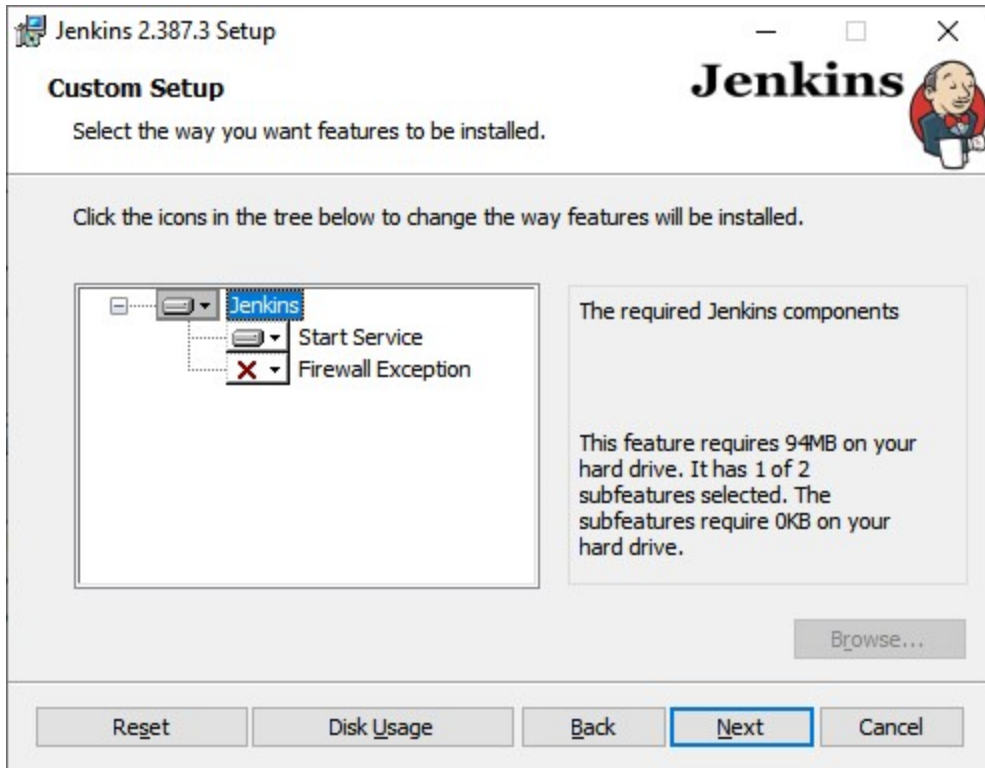 Jenkins 2.387.3 Setup
Custom Setup
Jenkins
Select the way you want features to be installed.
Click the icons in the tree below to change the way features will be installed.
Jenkins
Start Service
Firewall Exception
The required Jenkins components
This feature requires 94MB on your
hard drive. It has 1 of 2
subfeatures selected. The
subfeatures require 0KB on your
hard drive.
Browse...
Reset
Disk Usage
Back
Next
Cancel